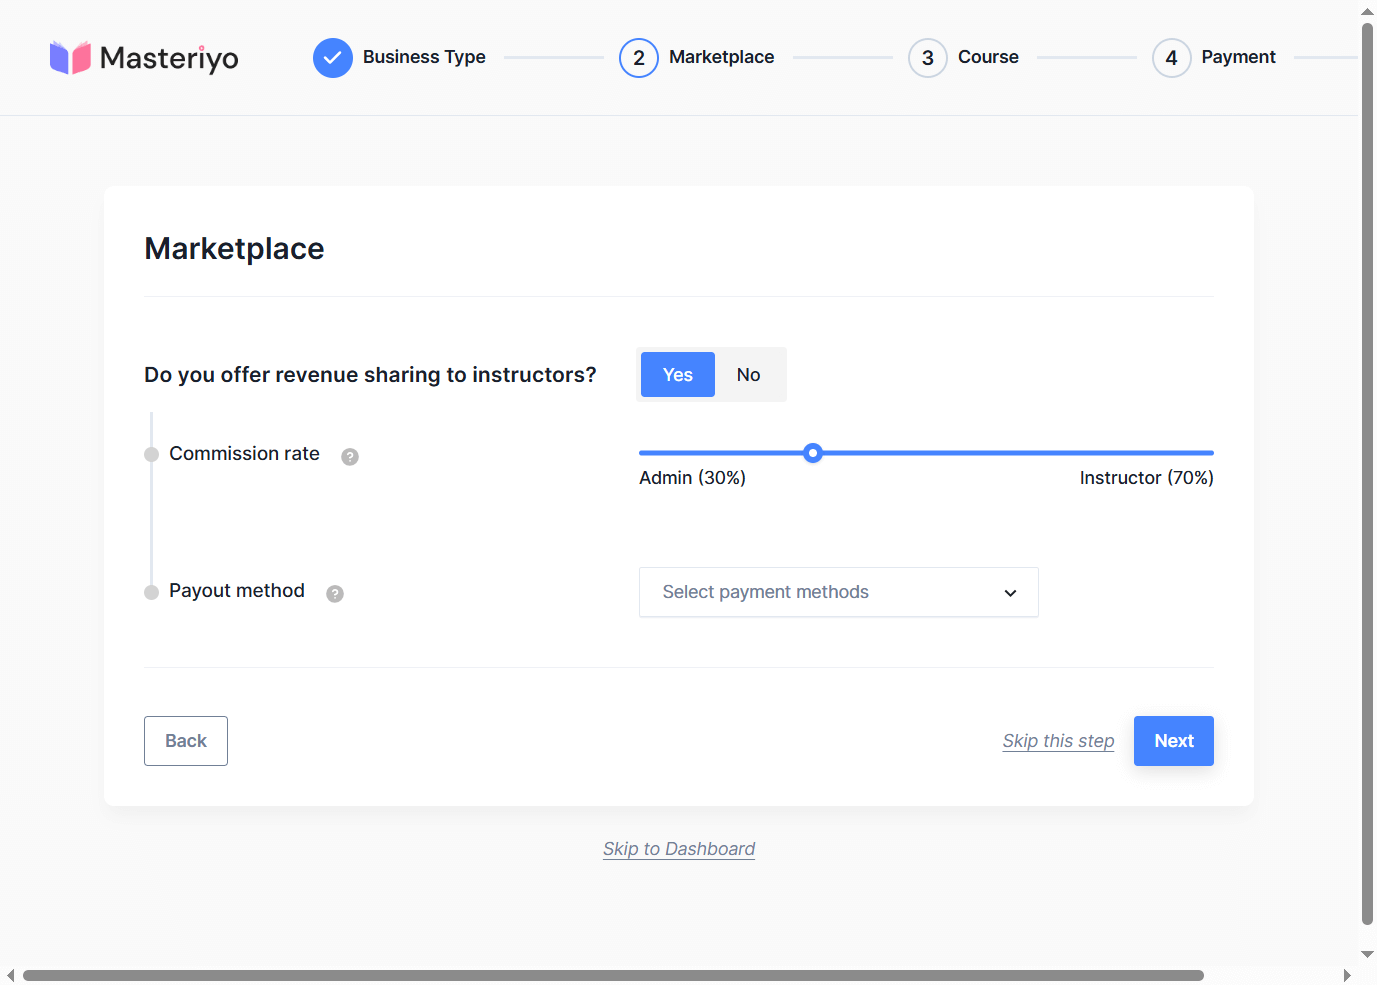 Masteriyo
Business Type
2 Marketplace
3 Course
4 Payment
Marketplace
Do you offer revenue sharing to instructors?
Yes No
Commission rate ?
Admin (30%) Instructor (70%)
Payout method ?
Select payment methods
Back
Skip this step
Next
Skip to Dashboard